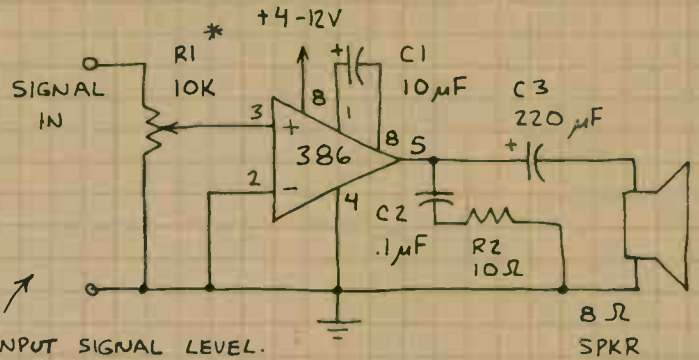 +4-12V
R1 *
10K
SIGNAL
IN
3
+
8
1
+
C1
10µF
8
386
2
-
4
5
C2
.1µF
R2
10Ω
C3
220 µF
+
8 Ω
SPKR
NPUT SIGNAL LEVEL.